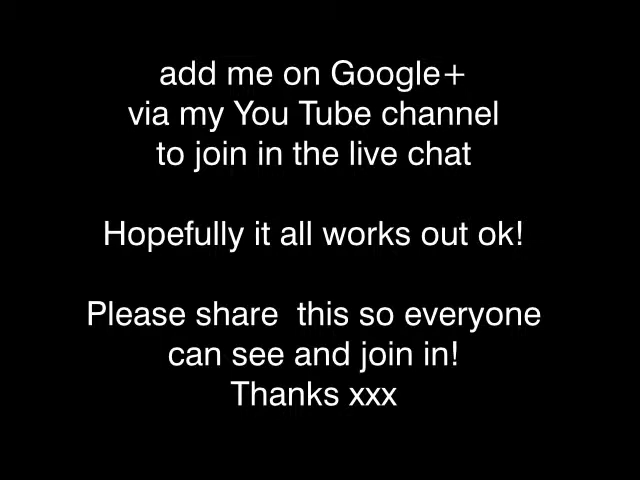 add me on Google+
via my You Tube channel
to join in the live chat
Hopefully it all works out ok!
Please share  this so everyone
can see and join in!
Thanks xxx